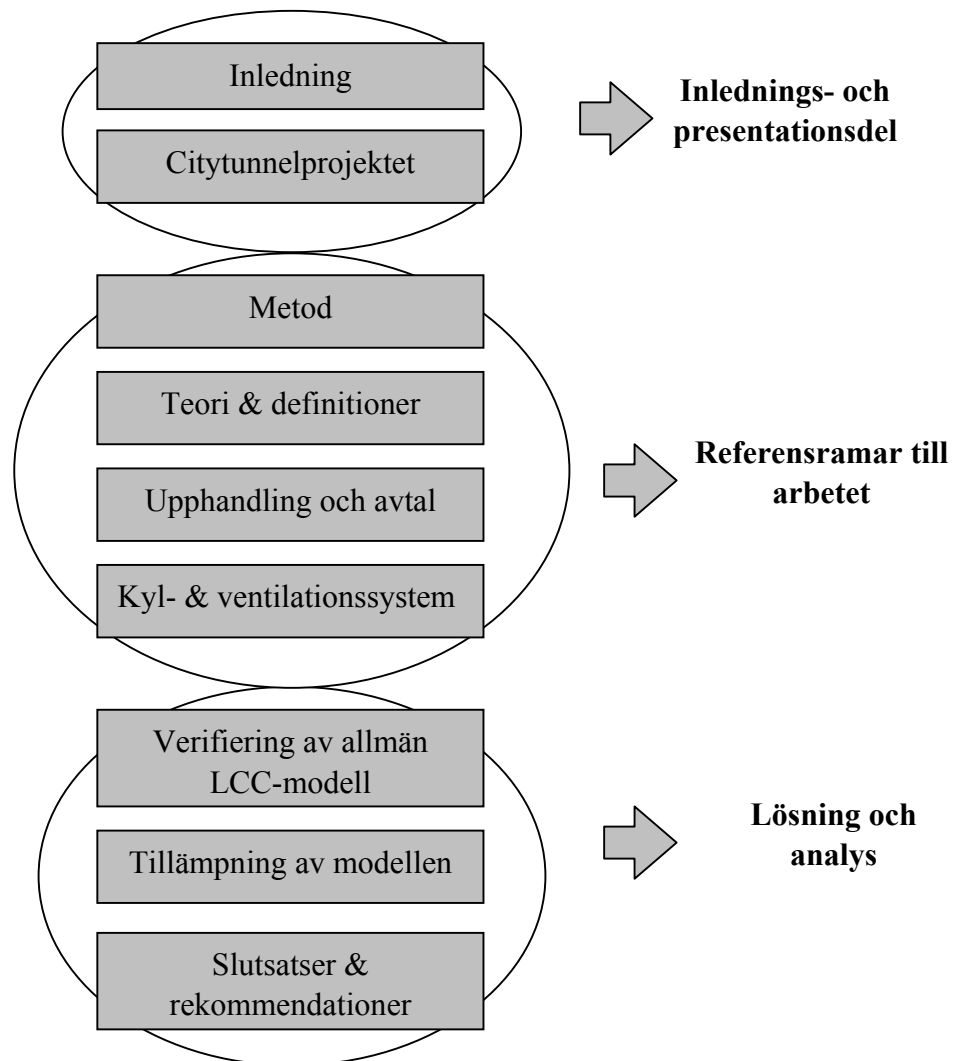 Inledning
Citytunnelprojektet
Inlednings- och
presentationsdel
Metod
Teori & definitioner
Upphandling och avtal
Kyl- & ventilationssystem
Referensramar till
arbetet
Verifiering av allmän
LCC-modell
Tillämpning av modellen
Slutsatser &
rekommendationer
Lösning och
analys